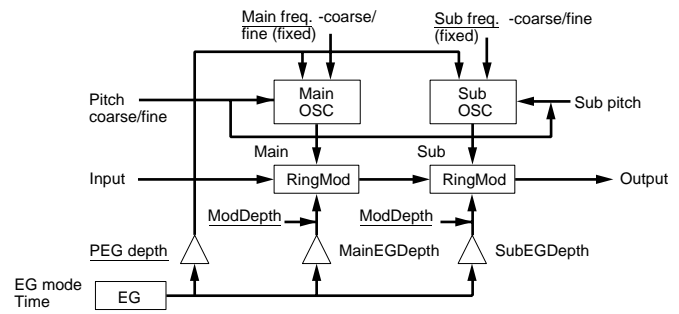 Main freq. -coarse/
fine (fixed)
Sub freq. -coarse/fine
(fixed)
Pitch
coarse/fine
Main
OSC
Sub
OSC
Sub pitch
Main
Sub
Input
RingMod
RingMod
Output
ModDepth
ModDepth
PEG depth
MainEGDepth
SubEGDepth
EG mode
Time
EG